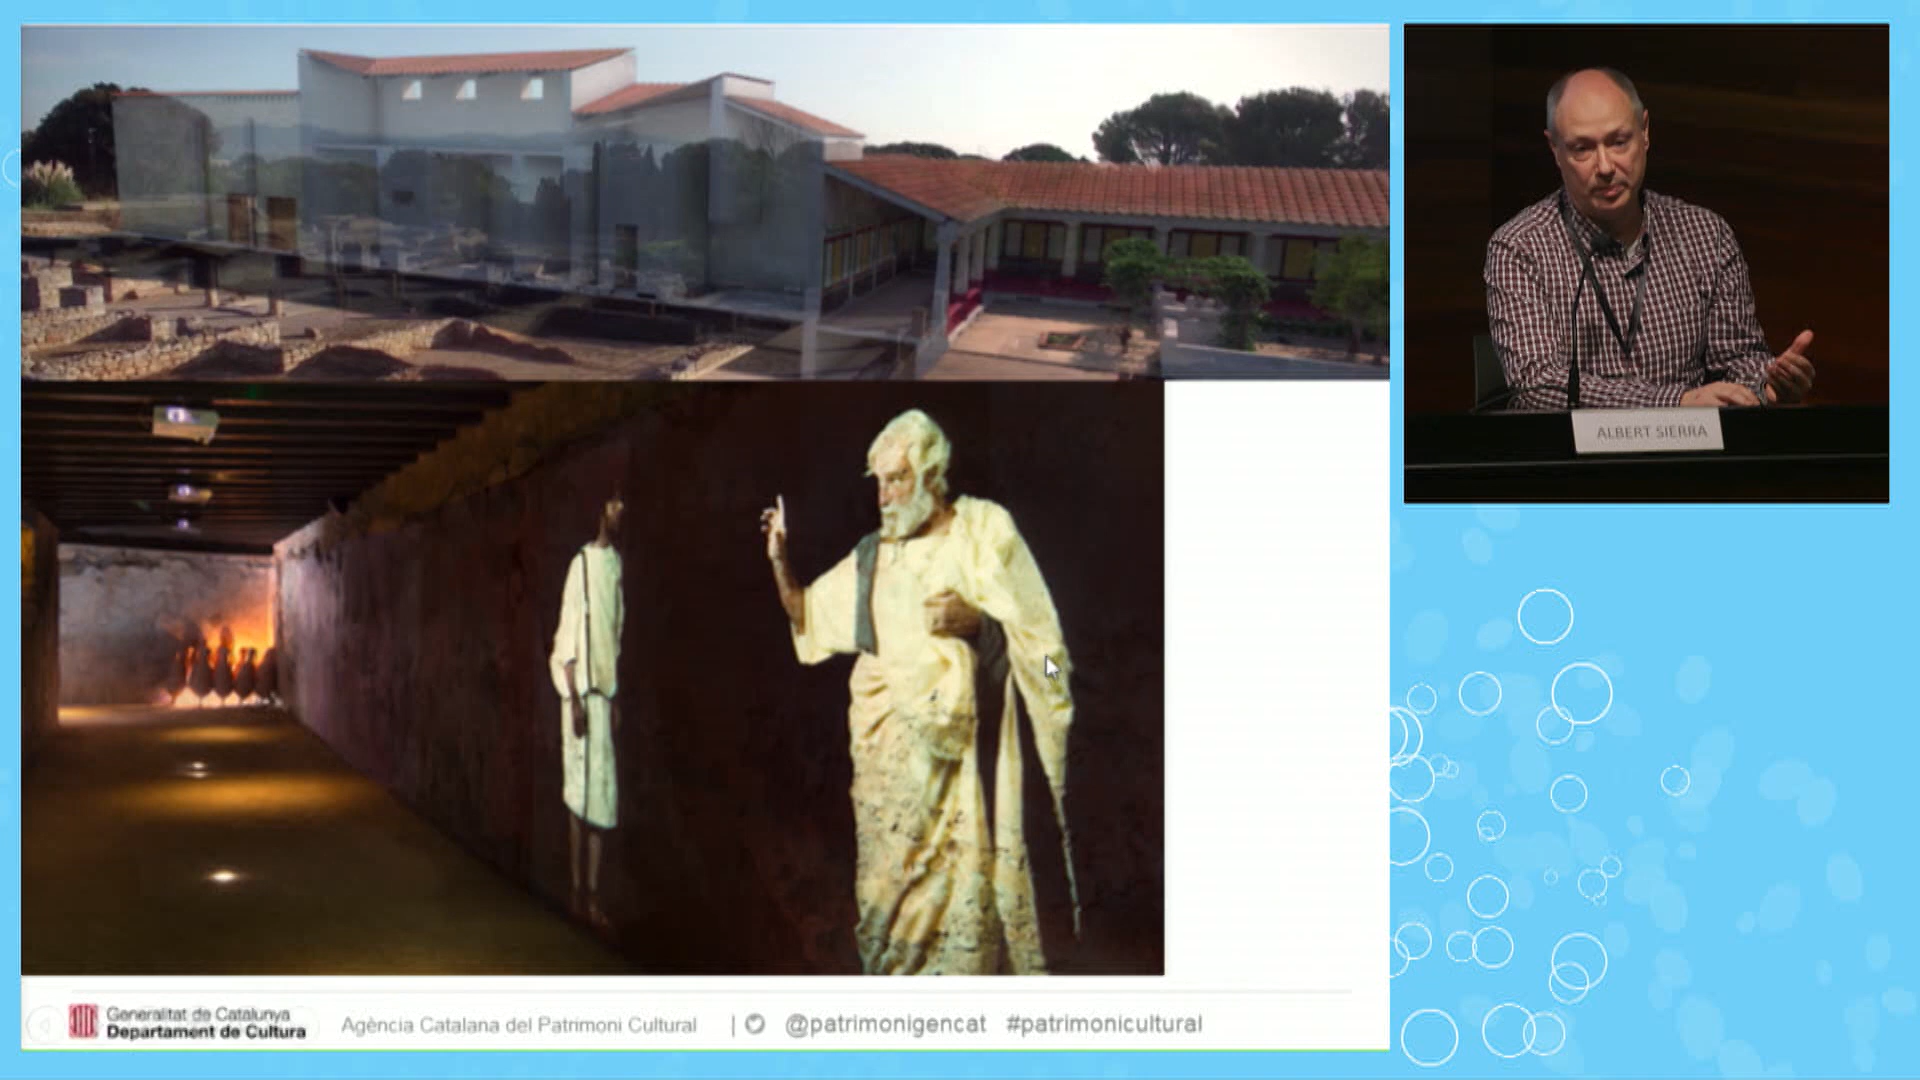 ALBERT SIERRA
Generalitat de Catalunya
Departament de Cultura
Agència Catalana del Patrimoni Cultural | @patrimonigencat #patrimonicultural